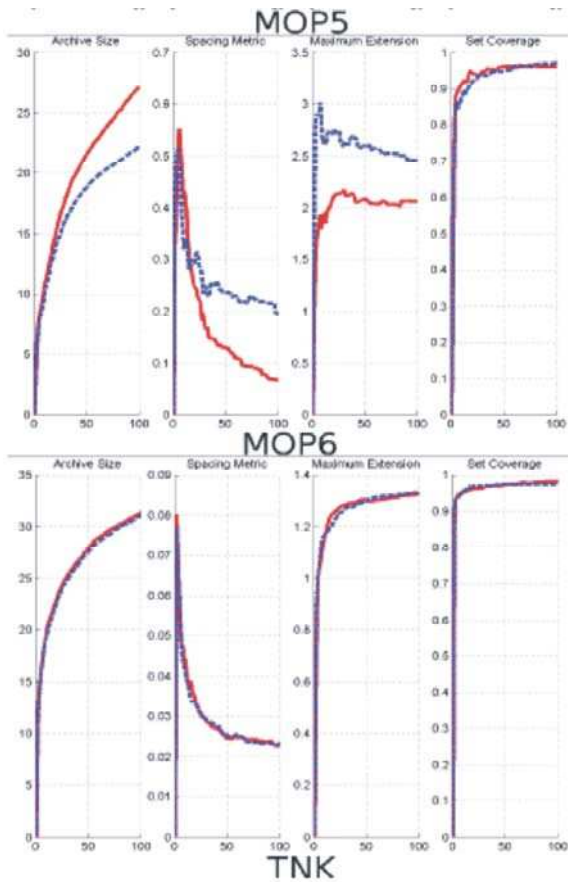 MOP5
Archive Size Spacing Metric Maximum Extension Set Coverage
30 0.7 3.5 1
25 0.6 3 0.9
20 0.5 2.5 0.8
15 0.4 2 0.7
10 0.3 1.5 0.6
5 0.2 1 0.5
0 0.1 0.5 0.4
0 0 0.3
0.2
0.1
0
0 50 100 0 50 100 0 50 100 0 50 100
MOP6
Archive Size Spacing Metric Maximum Extension Set Coverage
35 0.09 1.4 1
30 0.08 1.2 0.9
25 0.07 1 0.8
20 0.06 0.8 0.7
15 0.05 0.6 0.6
10 0.04 0.4 0.5
5 0.03 0.2 0.4
0 0.02 0 0.3
0.01 0.2
0 0.1
0
0 50 100 0 50 100 0 50 100 0 50 100
TNK